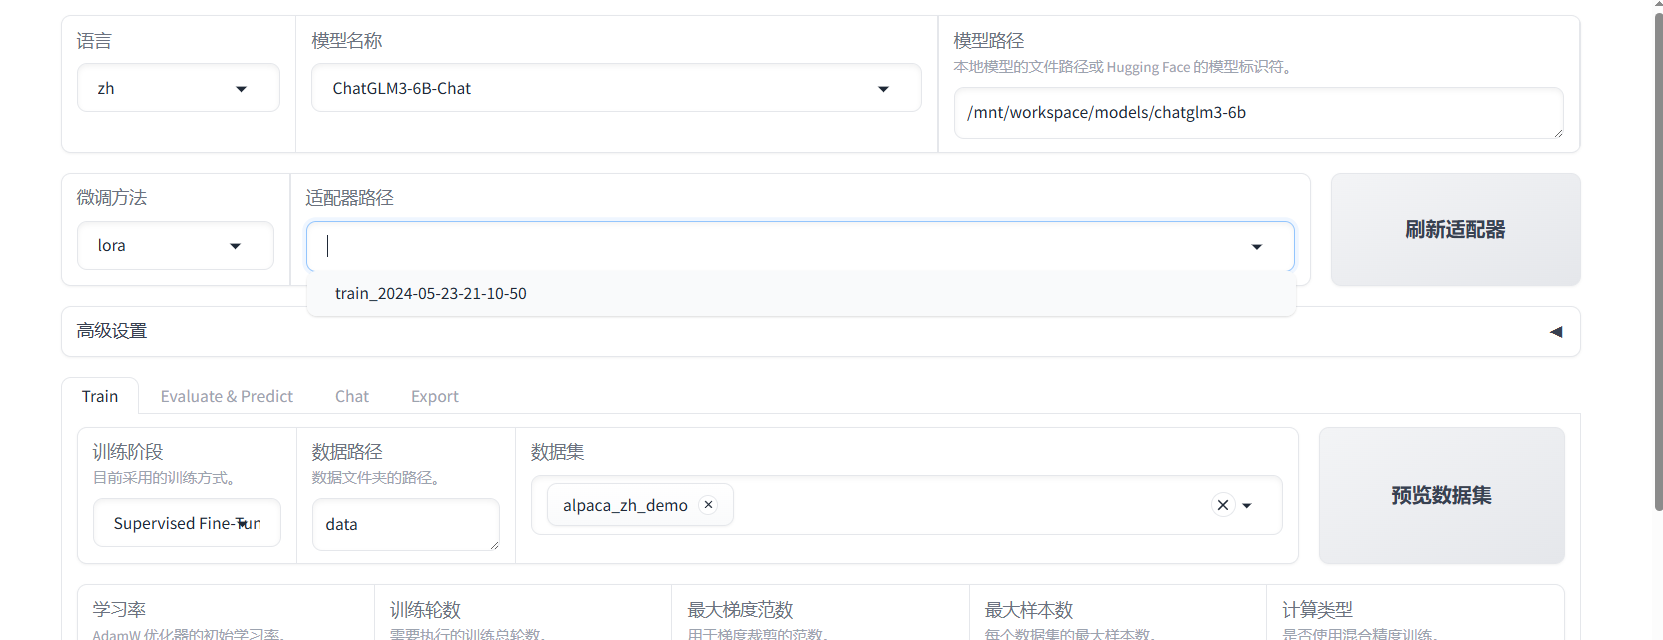 语言
zh
模型名称
ChatGLM3-6B-Chat
模型路径
本地模型的文件路径或 Hugging Face 的模型标识符。
/mnt/workspace/models/chatglm3-6b
微调方法
lora
适配器路径
train_2024-05-23-21-10-50
刷新适配器
高级设置
Train
Evaluate & Predict
Chat
Export
训练阶段
目前采用的训练方式。
Supervised Fine-Tun
数据路径
数据文件夹的路径。
data
数据集
alpaca_zh_demo
预览数据集
学习率
AdamW 优化器的初始学习率。
训练轮数
需要执行的训练总轮数。
最大梯度范数
用于梯度裁剪的范数。
最大样本数
每个数据集的最大样本数。
计算类型
是否使用混合精度训练。